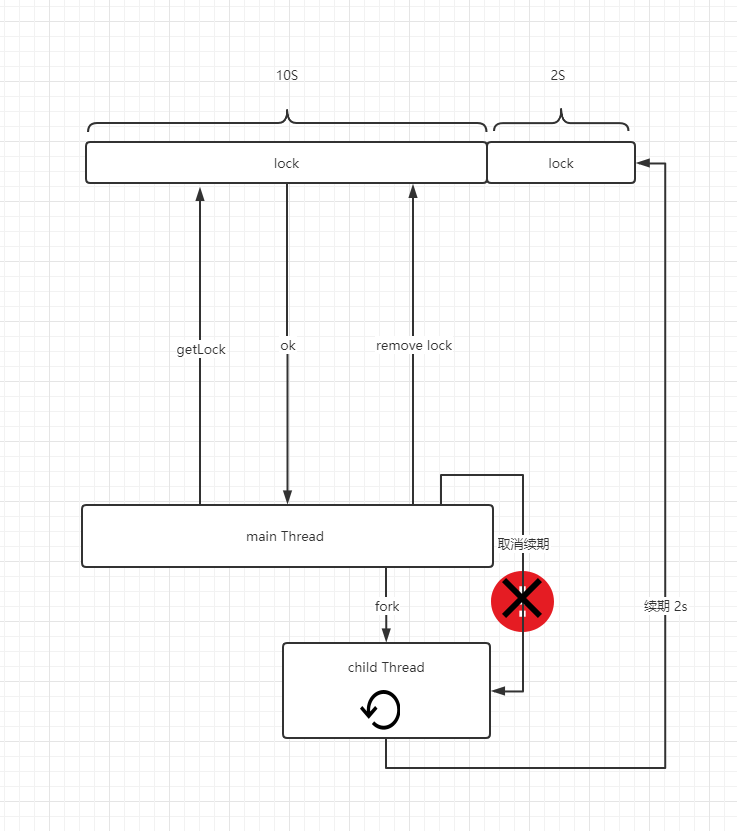 10S
2S
lock
lock
getLock
ok
remove lock
main Thread
取消续期
fork
续期 2s
child Thread